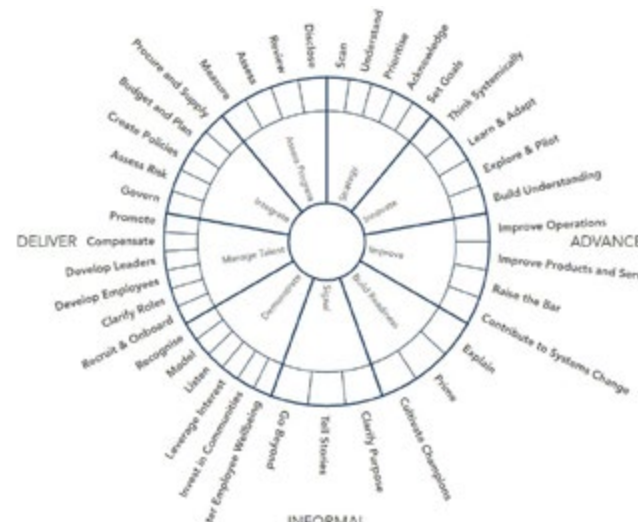 Scan
Understand
Prioritise
Acknowledge
Set Goals
Think Systemically
Learn & Adapt
Explore & Pilot
Build Understanding
Improve Operations
ADVANCE
Improve Products and Ser
Raise the Bar
Contribute to Systems Change
Explain
Prime
Cultivate Champions
Clarify Purpose
Tell Stories
Go Beyond
ter Employee Wellbeing
Invest in Communities
Leverage Interest
Listen
Model
Recognise
Recruit & Onboard
Clarify Roles
Develop Employees
Develop Leaders
DELIVER
Compensate
Promote
Govern
Assess Risk
Create Policies
Budget and Plan
Procure and Supply
Measure
Assess
Review
Disclose
Strategy
Innovate
Improve
Build Readiness
Signal
Demonstrate
Manage Talent
Integrate
Assess Progress
INFORMAL